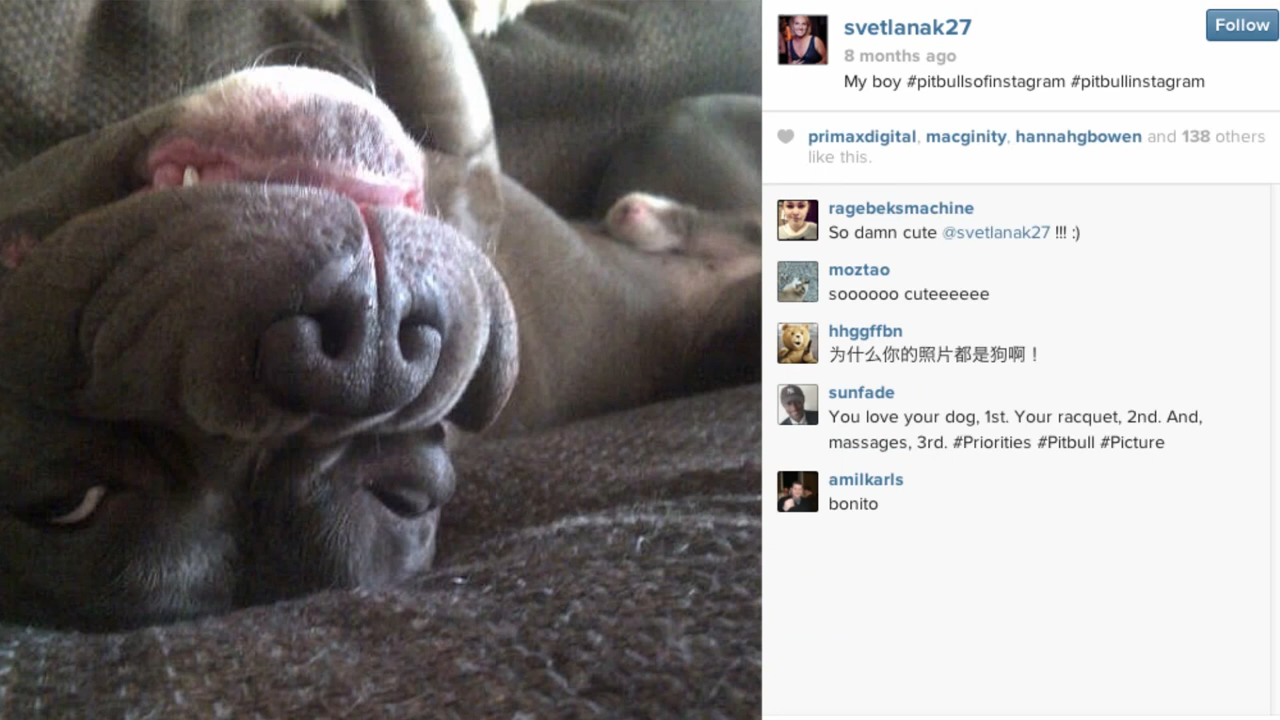 svetlanak27
Follow
8 months ago
My boy #pitbullsofinstagram #pitbullinstagram
primaxdigital, macginity, hannahgbowen and 138 others
like this.
ragebeksmachine
So damn cute @svetlanak27 !!! :)
moztao
soooooo cuteeeeee
hhggffbn
为什么你的照片都是狗啊！
sunfade
You love your dog, 1st. Your racquet, 2nd. And,
massages, 3rd. #Priorities #Pitbull #Picture
amilkarls
bonito